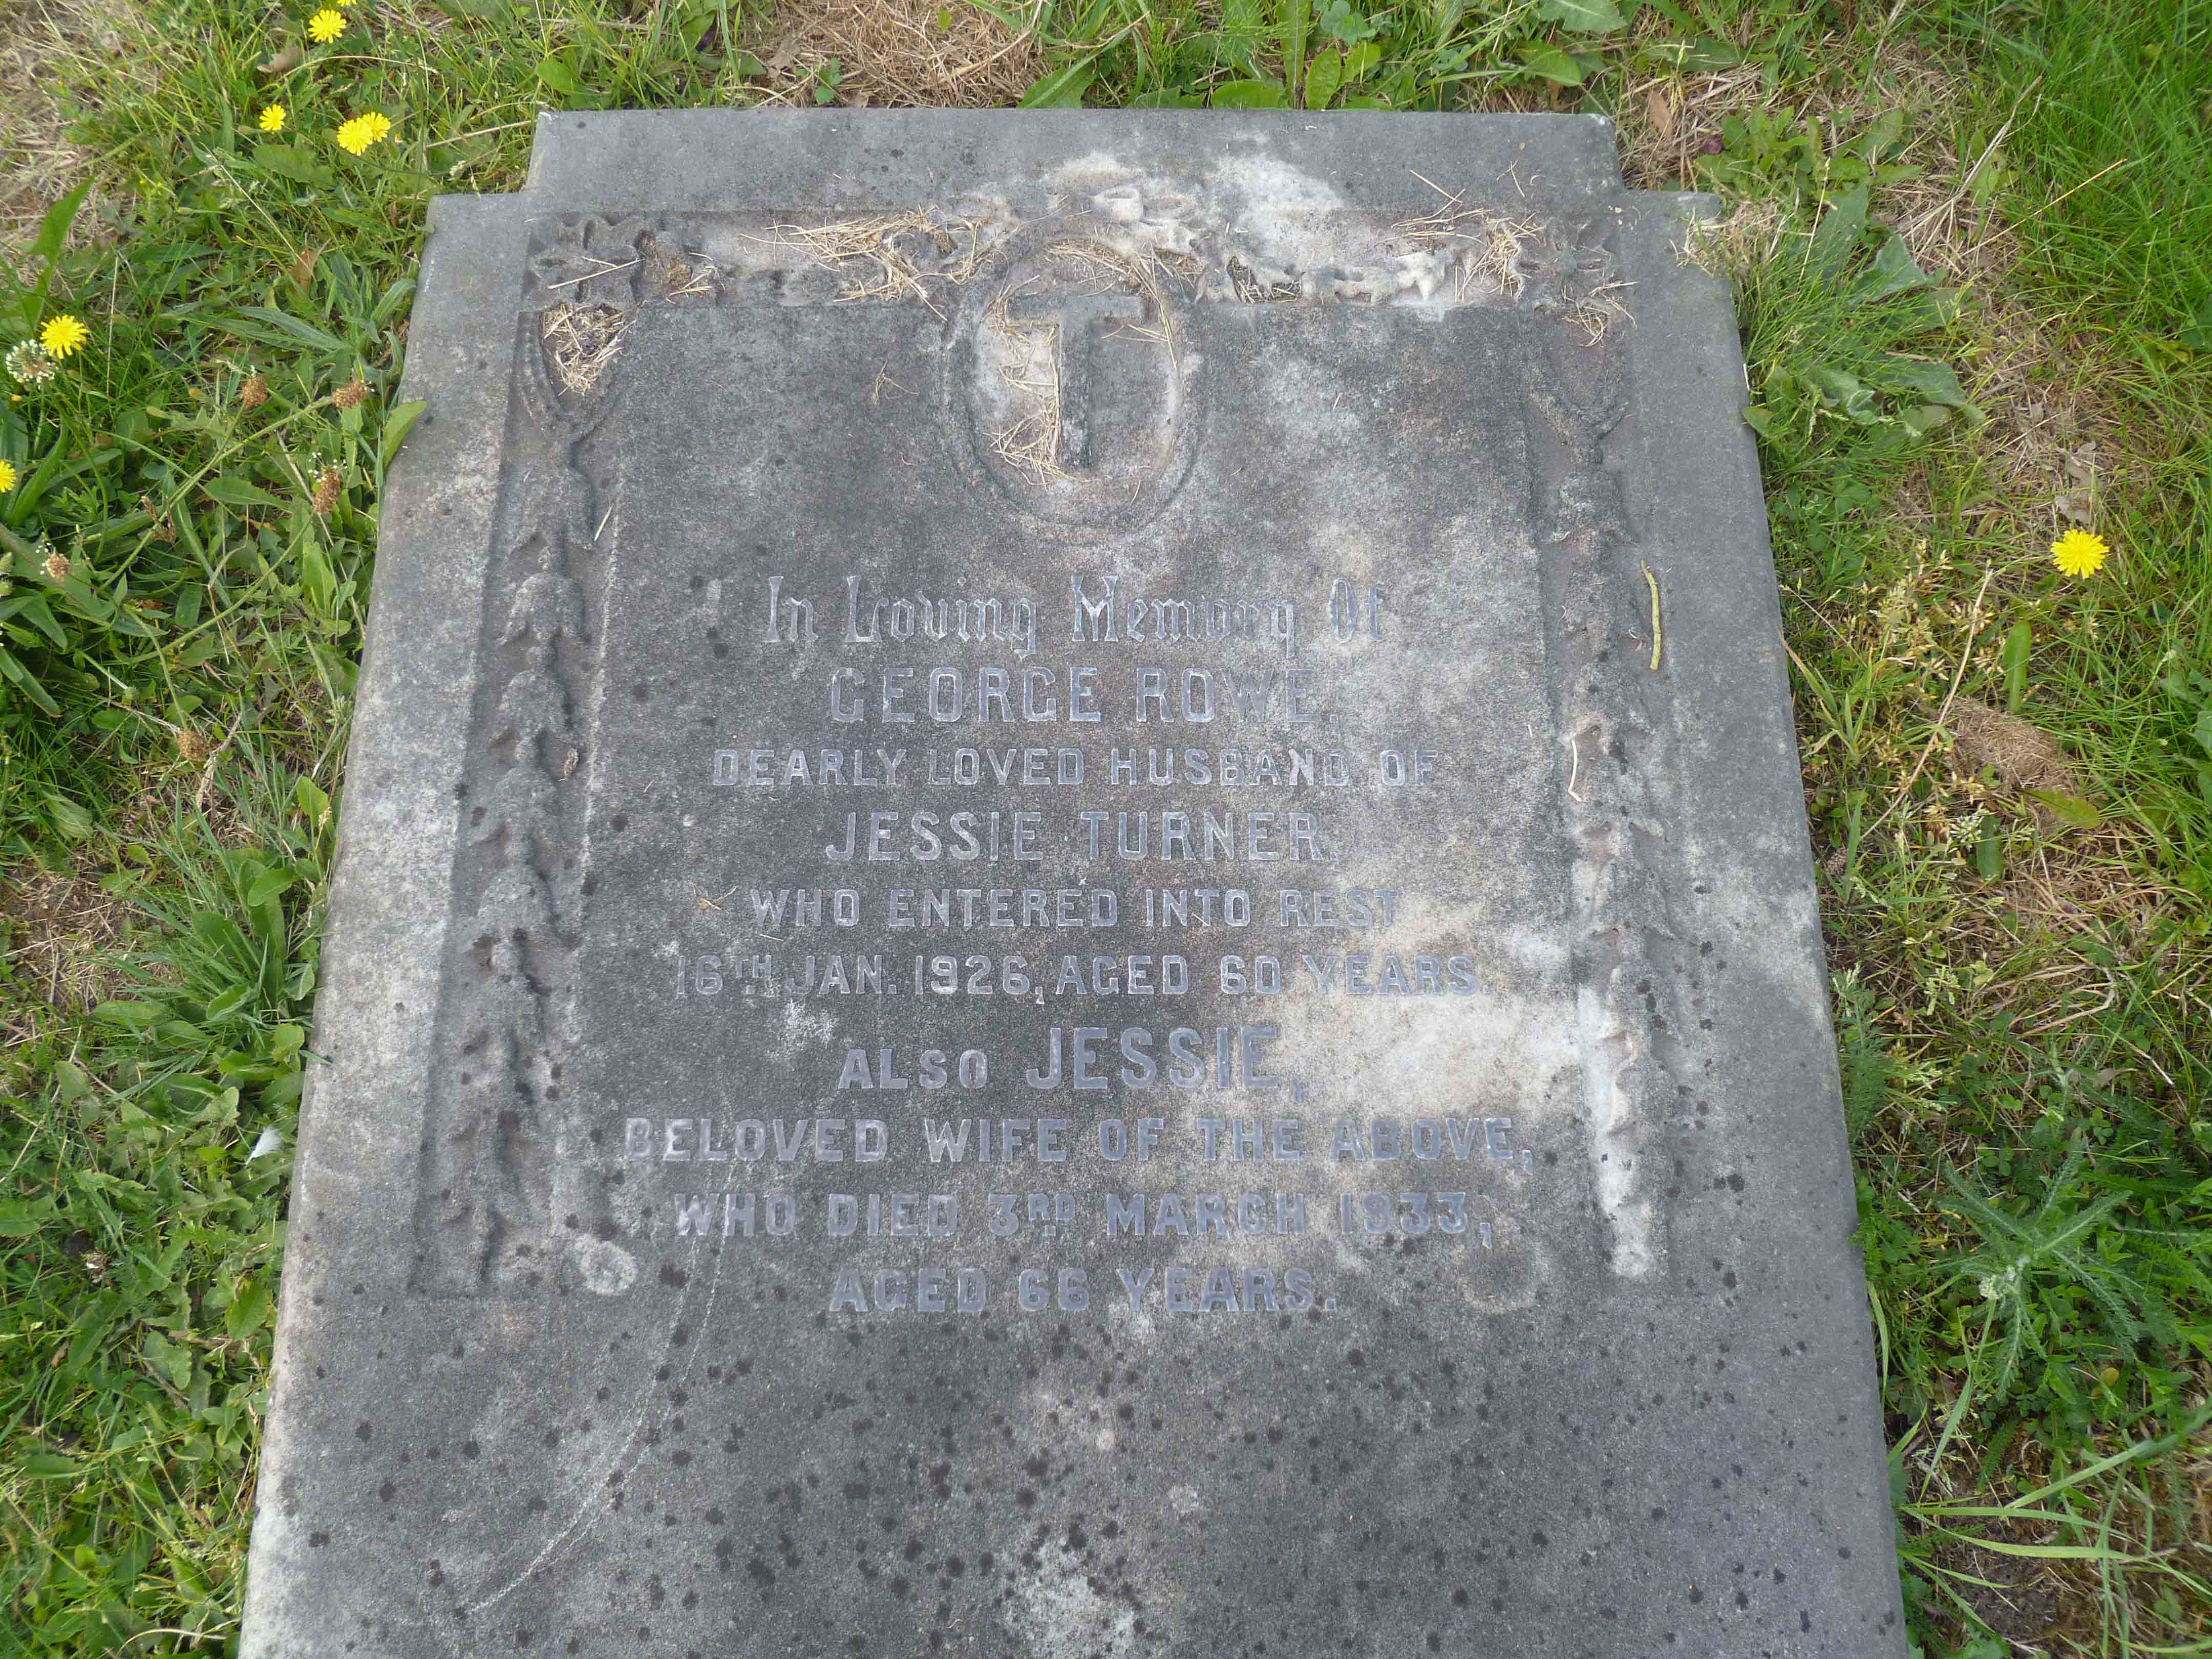 In Loving Memory Of
GEORGE ROWE,
DEARLY LOVED HUSBAND OF
JESSIE TURNER,
WHO ENTERED INTO REST
16TH JAN. 1926, AGED 60 YEARS.
ALSO JESSIE,
BELOVED WIFE OF THE ABOVE,
WHO DIED 3RD MARCH 1933,
AGED 66 YEARS.